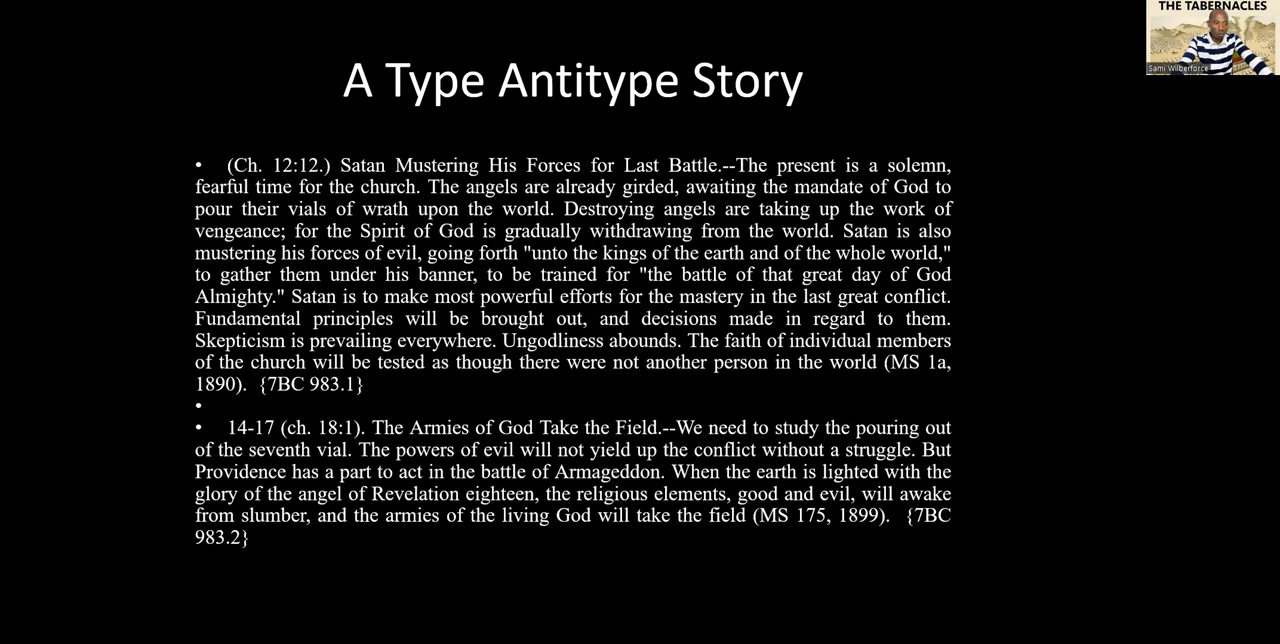 THE TABERNACLES
Sami Wilberforce
A Type Antitype Story
• (Ch. 12:12.) Satan Mustering His Forces for Last Battle.--The present is a solemn,
fearful time for the church. The angels are already girded, awaiting the mandate of God to
pour their vials of wrath upon the world. Destroying angels are taking up the work of
vengeance; for the Spirit of God is gradually withdrawing from the world. Satan is also
mustering his forces of evil, going forth "unto the kings of the earth and of the whole world,"
to gather them under his banner, to be trained for "the battle of that great day of God
Almighty." Satan is to make most powerful efforts for the mastery in the last great conflict.
Fundamental principles will be brought out, and decisions made in regard to them.
Skepticism is prevailing everywhere. Ungodliness abounds. The faith of individual members
of the church will be tested as though there were not another person in the world (MS 1a,
1890). {7BC 983.1}
•
• 14-17 (ch. 18:1). The Armies of God Take the Field.--We need to study the pouring out
of the seventh vial. The powers of evil will not yield up the conflict without a struggle. But
Providence has a part to act in the battle of Armageddon. When the earth is lighted with the
glory of the angel of Revelation eighteen, the religious elements, good and evil, will awake
from slumber, and the armies of the living God will take the field (MS 175, 1899). {7BC
983.2}